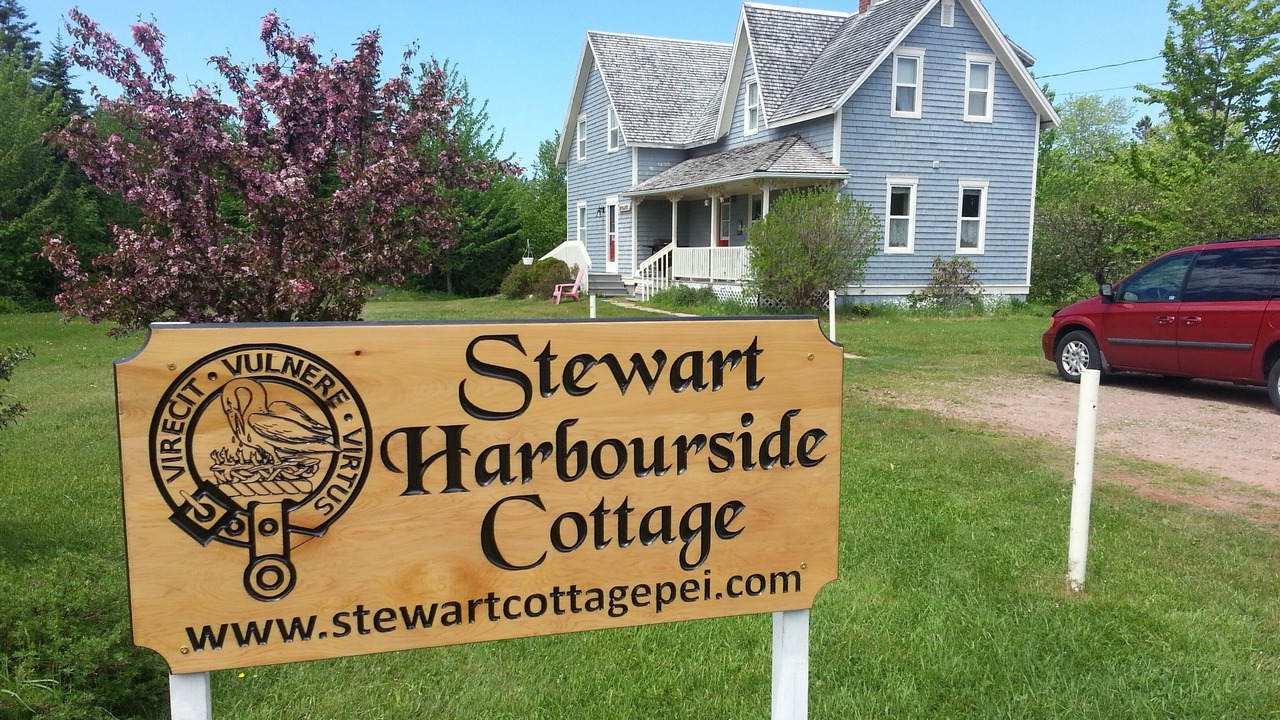 VIRECIT · VULNERE · VIRTUS
Stewart
Harbourside
Cottage
www.stewartcottagepei.com